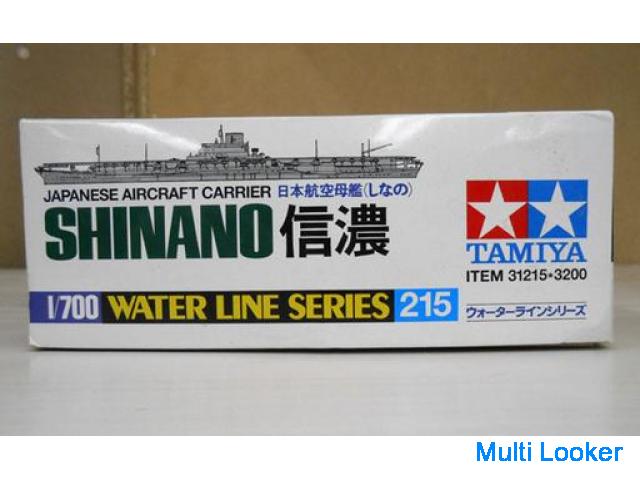 JAPANESE AIRCRAFT CARRIER 日本航空母艦(しなの)
SHINANO 信濃
1/700 WATER LINE SERIES 215
TAMIYA
ITEM 31215★3200
ウォーターラインシリーズ
Multi Looker